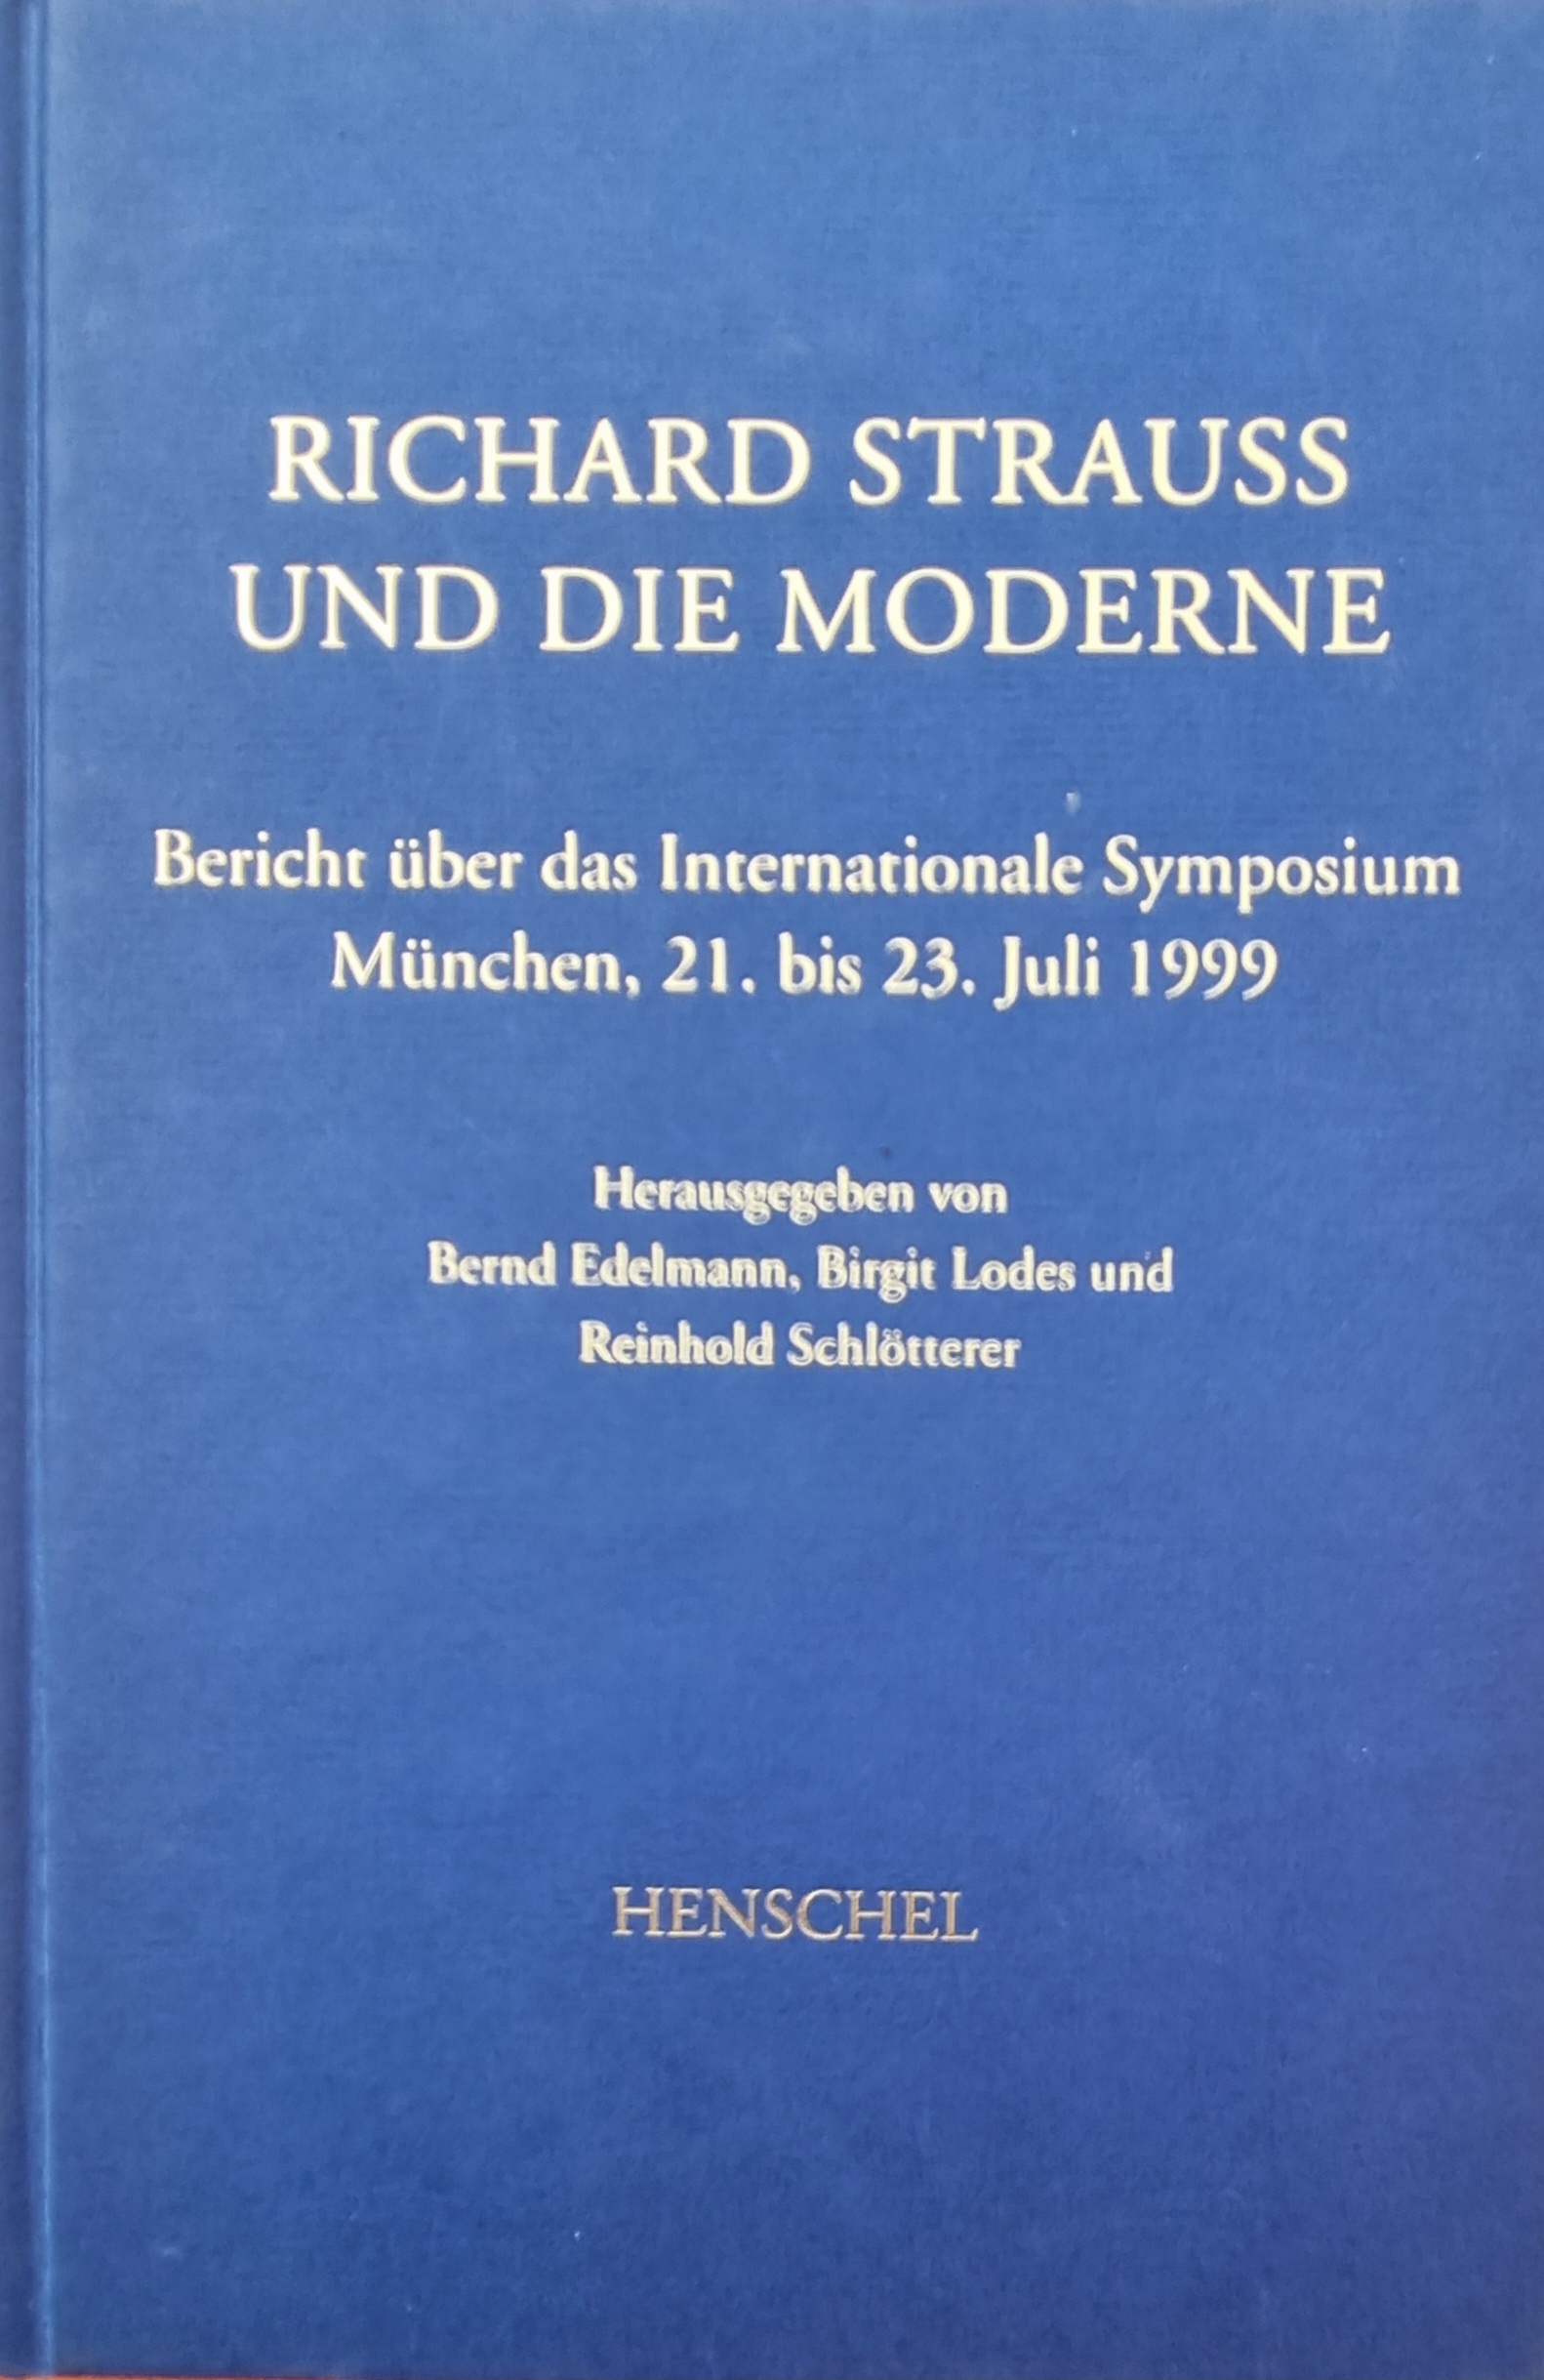 RICHARD STRAUSS
UND DIE MODERNE
Bericht über das Internationale Symposium
München, 21. bis 23. Juli 1999
Herausgegeben von
Bernd Edelmann, Birgit Lodes und
Reinhold Schlötterer
HENSCHEL